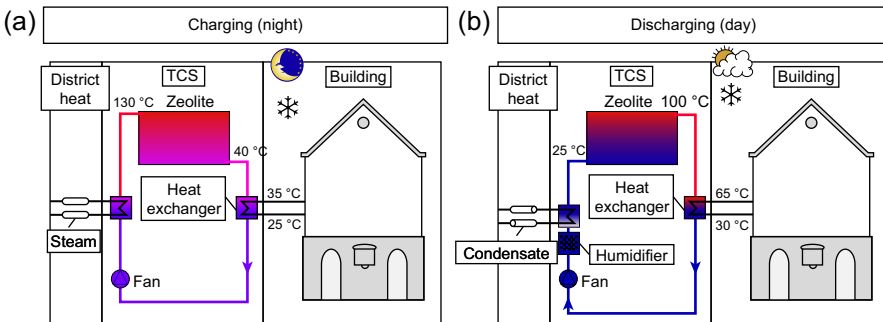 (a)
Charging (night)
District
heat
TCS
Building
130 °C
Zeolite
40 °C
Heat
exchanger
35 °C
25 °C
Steam
Fan
(b)
Discharging (day)
District
heat
TCS
Building
Zeolite
100 °C
25 °C
Heat
exchanger
65 °C
30 °C
Condensate
Humidifier
Fan